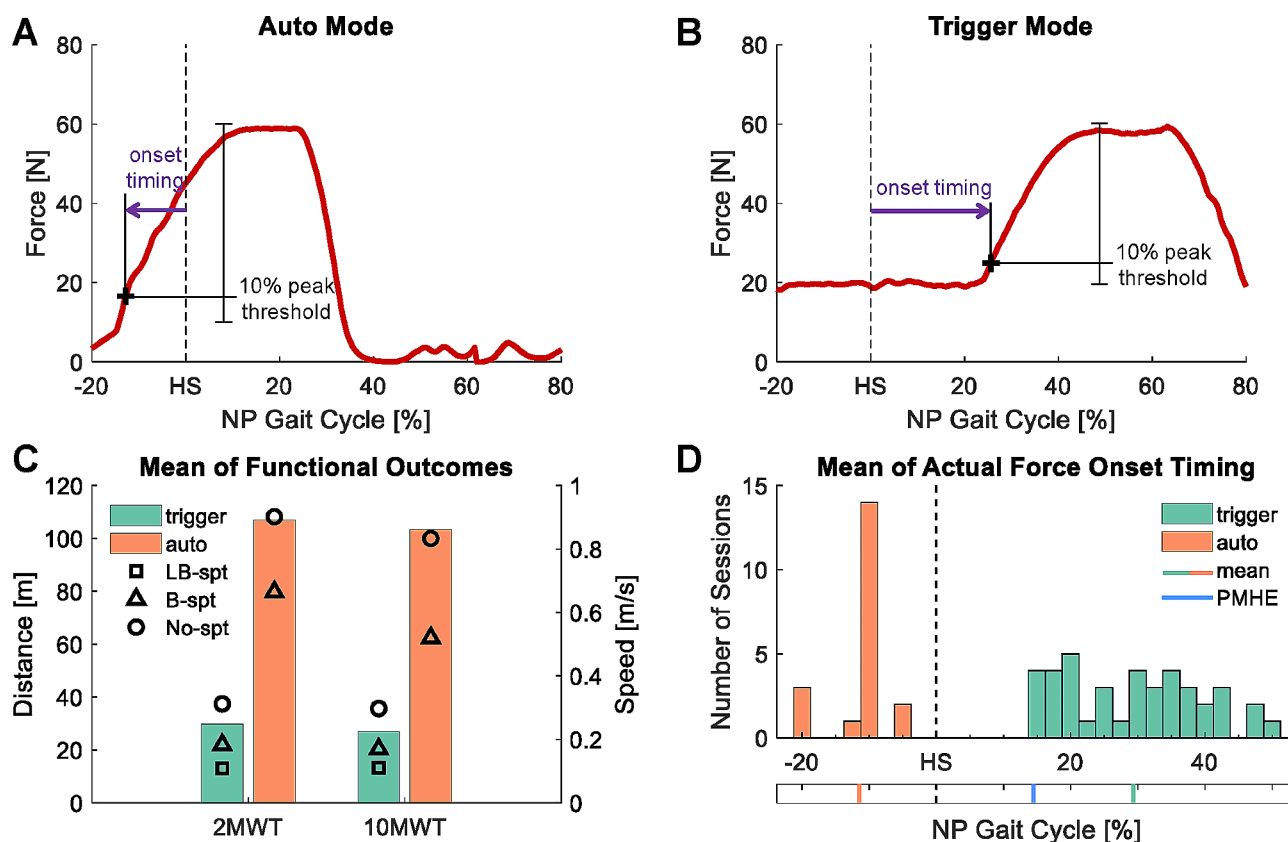 A
Auto Mode
80
60
40
20
0
Force [N]
onset
timing
10% peak
threshold
-20
HS
20
40
60
80
NP Gait Cycle [%]
B
Trigger Mode
80
60
40
20
0
Force [N]
onset timing
10% peak
threshold
-20
HS
20
40
60
80
NP Gait Cycle [%]
C
Mean of Functional Outcomes
120
100
80
60
40
20
0
Distance [m]
trigger
auto
LB-spt
B-spt
No-spt
1
0.8
0.6
0.4
0.2
0
Speed [m/s]
2MWT
10MWT
D
Mean of Actual Force Onset Timing
15
10
5
0
Number of Sessions
trigger
auto
mean
PMHE
-20
HS
20
40
NP Gait Cycle [%]